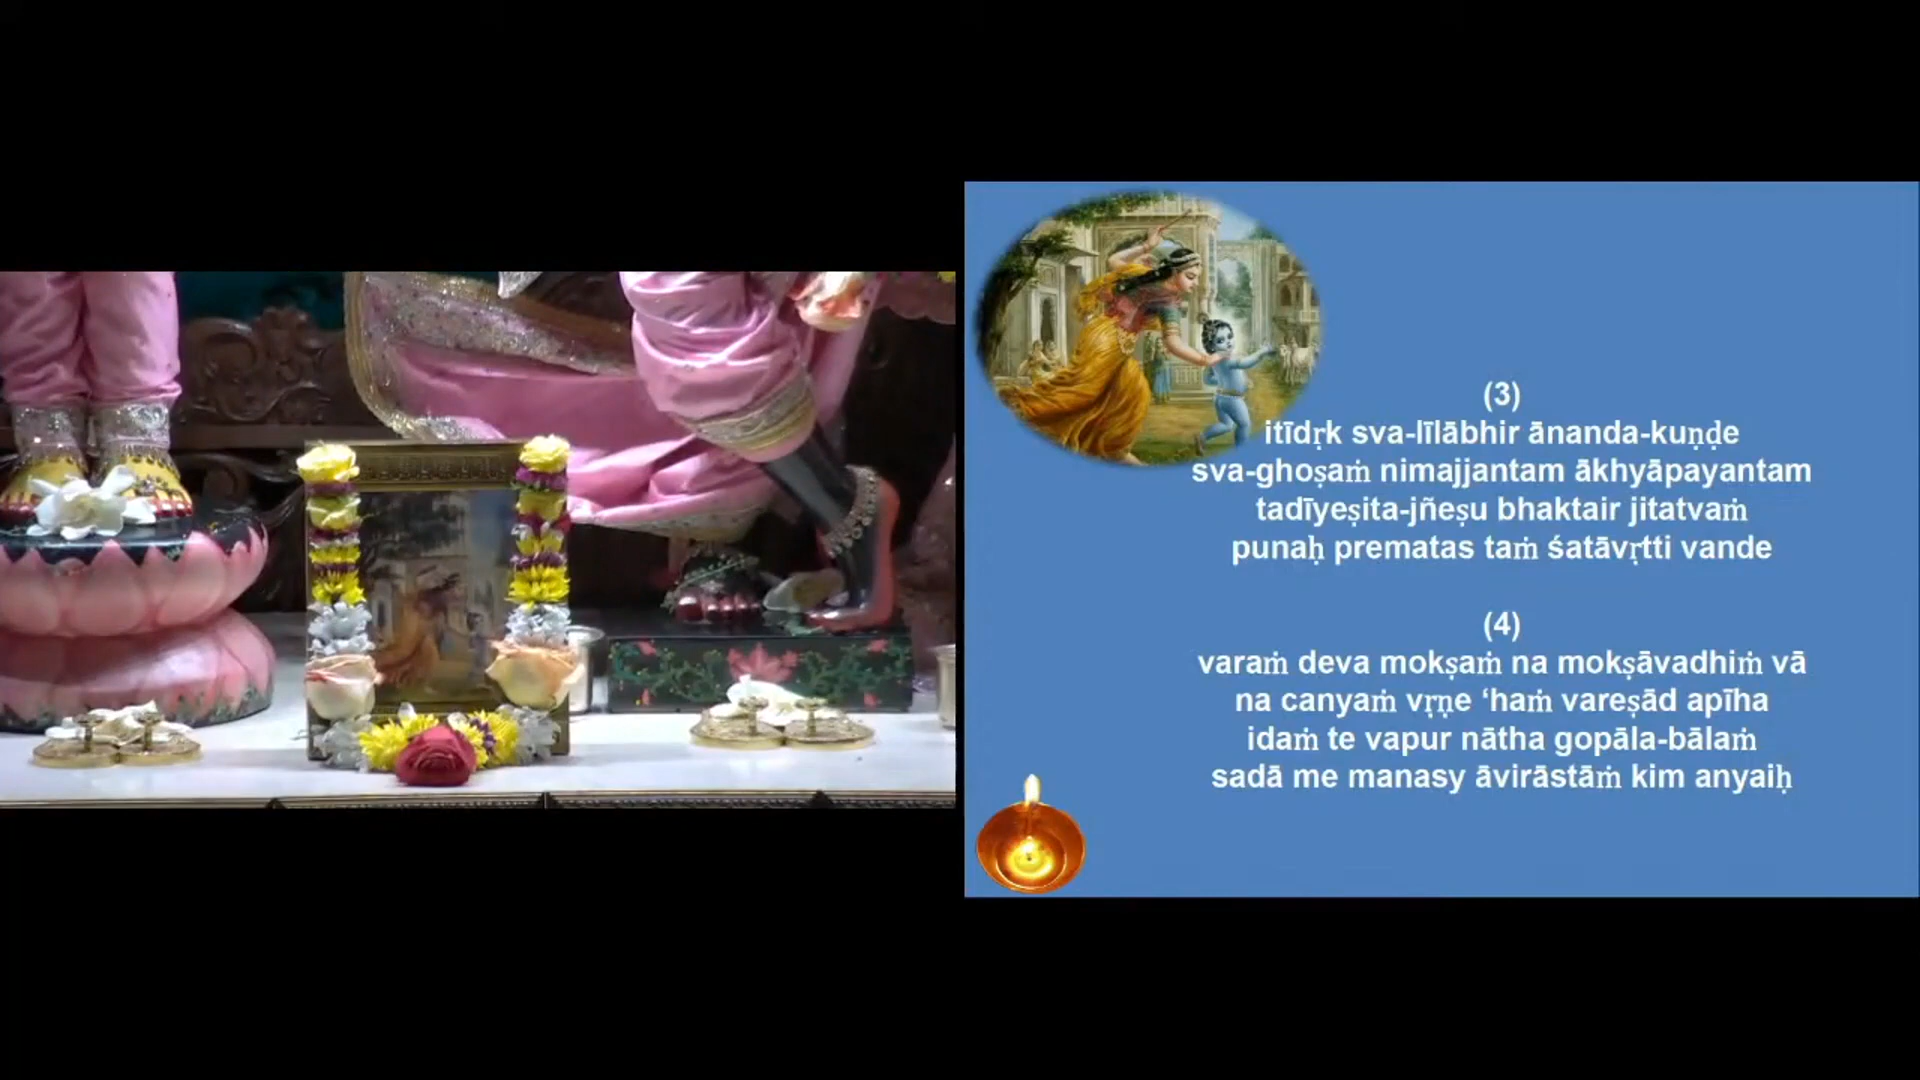 (3)
itīdṛk sva-līlābhir ānanda-kuṇḍe
sva-ghoṣaṁ nimajjantam ākhyāpayantam
tadīyeṣita-jñeṣu bhaktair jitatvaṁ
punaḥ prematas taṁ śatāvṛtti vande
(4)
varaṁ deva mokṣaṁ na mokṣāvadhiṁ vā
na canyaṁ vṛṇe ‘haṁ vareṣād apīha
idaṁ te vapur nātha gopāla-bālaṁ
sadā me manasy āvirāstāṁ kim anyaiḥ